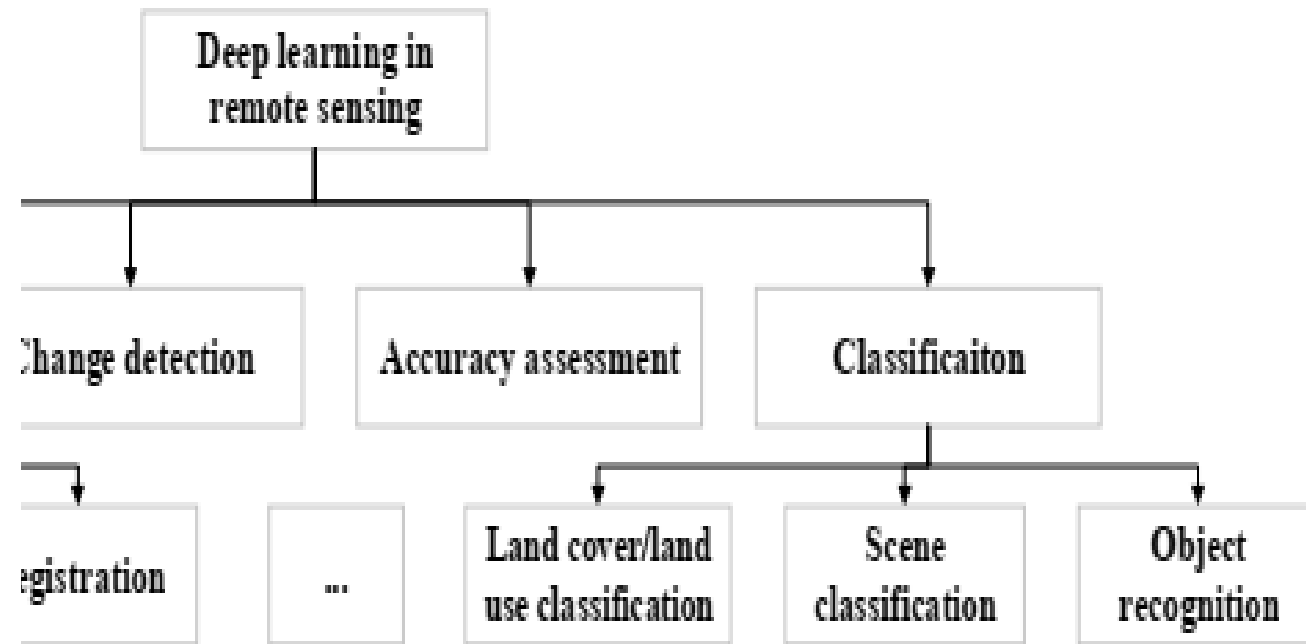 Deep learning in
remote sensing
Change detection
Accuracy assessment
Classificaiton
egistration
...
Land cover/land
use classification
Scene
classification
Object
recognition